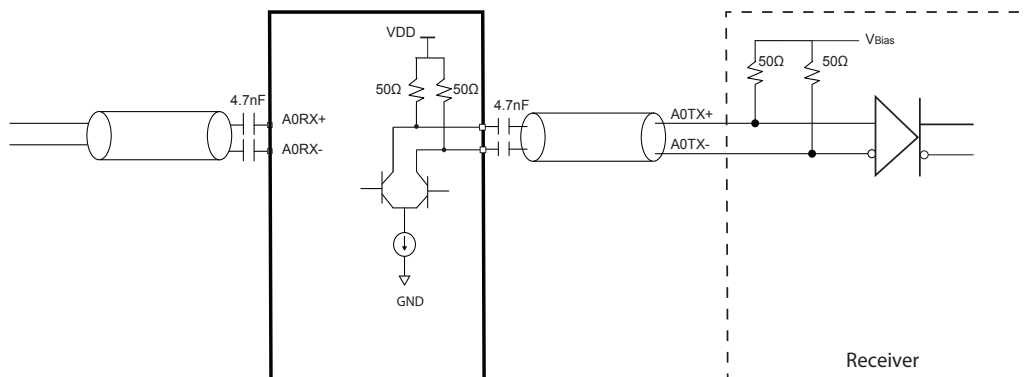 VDD
VBias
50Ω
50Ω
50Ω
50Ω
4.7nF
4.7nF
A0RX+
A0TX+
A0RX-
A0TX-
GND
Receiver